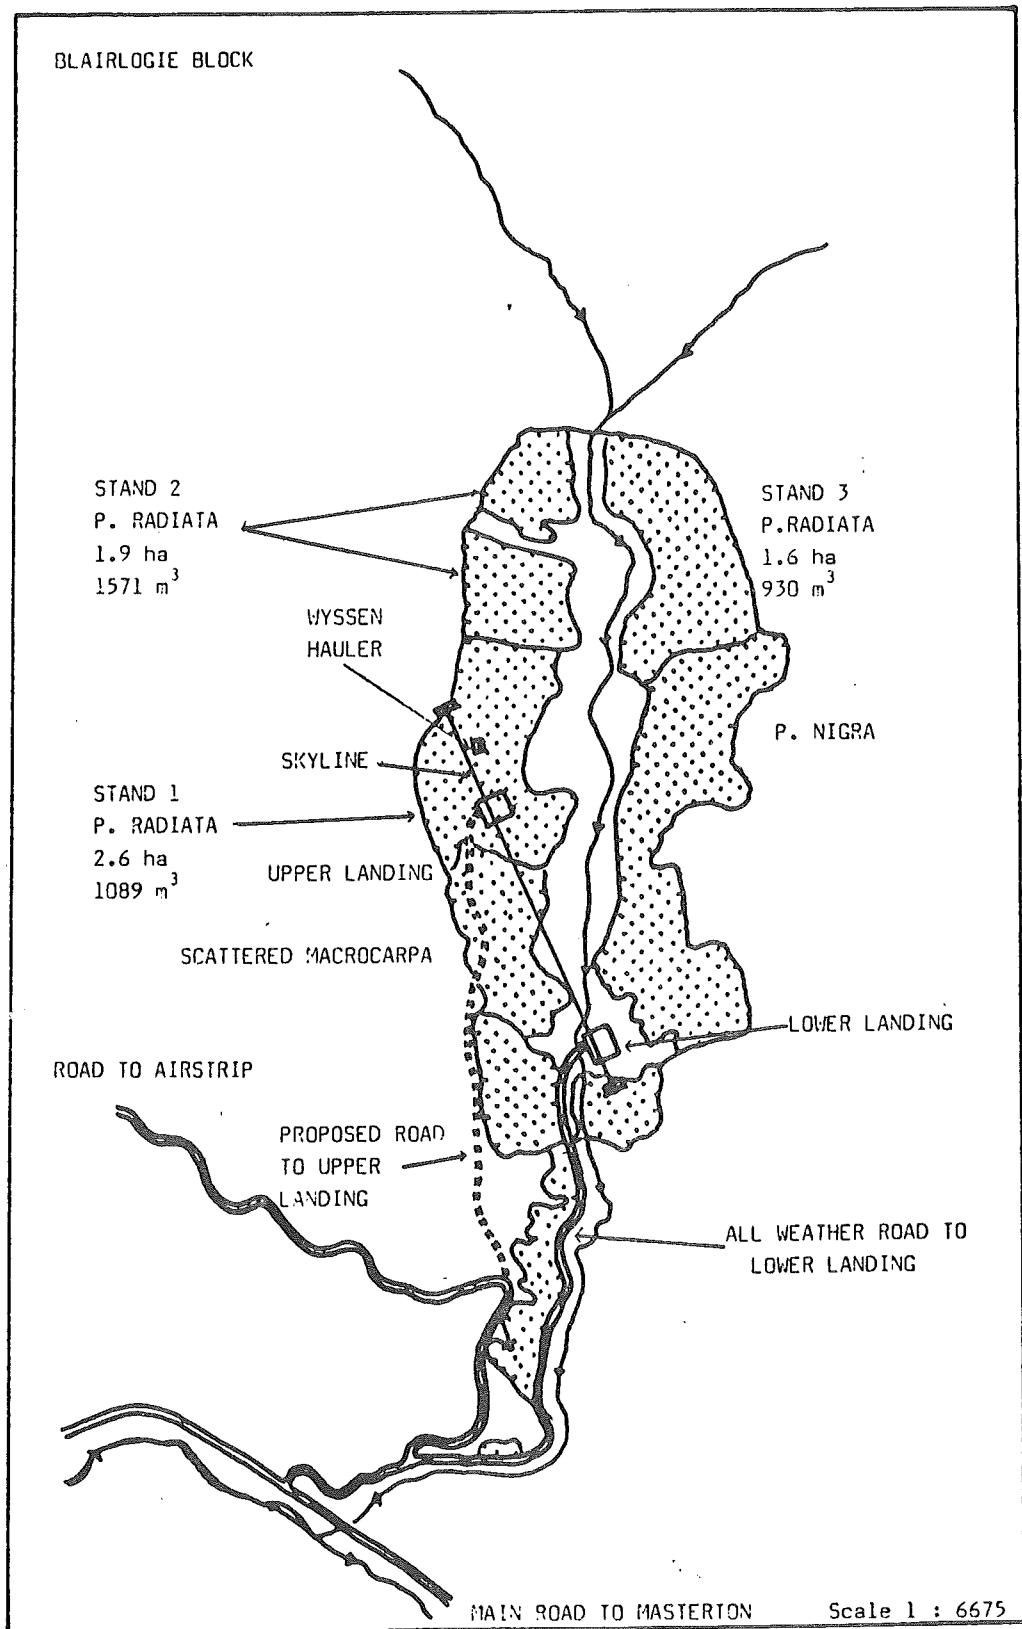 BLAIRLOGIE BLOCK
STAND 2
P. RADIATA
1.9 ha
1571 m³
STAND 3
P.RADIATA
1.6 ha
930 m³
WYSSEN
HAULER
P. NIGRA
SKYLINE
STAND 1
P. RADIATA
2.6 ha
1089 m³
UPPER LANDING
SCATTERED MACROCARPA
LOWER LANDING
ROAD TO AIRSTRIP
PROPOSED ROAD
TO UPPER
LANDING
ALL WEATHER ROAD TO
LOWER LANDING
MAIN ROAD TO MASTERTON
Scale 1 : 6675